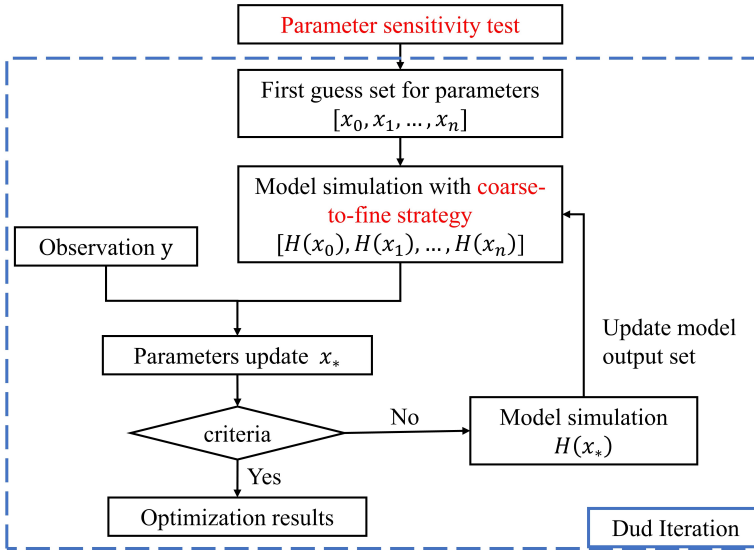 Parameter sensitivity test
First guess set for parameters
[x₀, x₁, … , xₙ]
Model simulation with coarse-
to-fine strategy
[H(x₀), H(x₁), … , H(xₙ)]
Observation y
Parameters update x∗
Update model
output set
criteria
No
Model simulation
H(x∗)
Yes
Optimization results
Dud Iteration